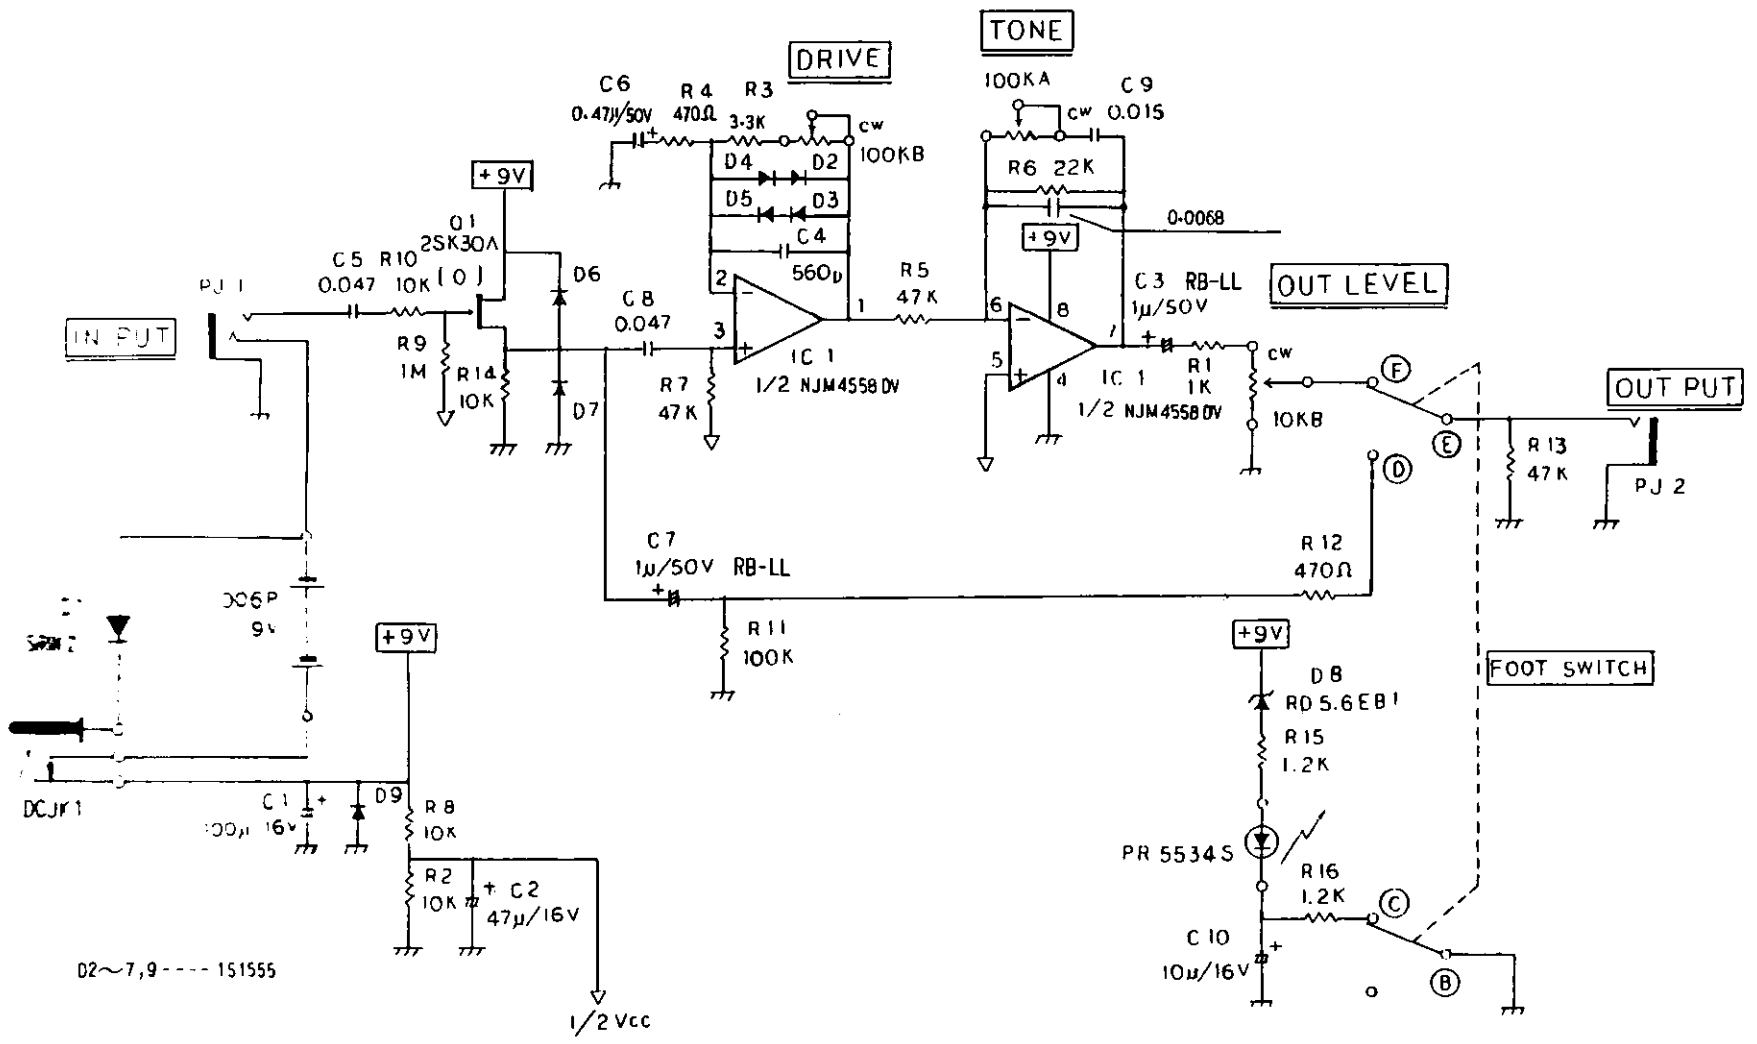 TONE
DRIVE
100KA
C 9
0.015
cw
C6
0.47μ/50V
R4
470Ω
R3
3.3K
cw
100KB
D4
D2
D5
D3
C4
R6 22K
0.0068
+9V
+9V
Q1
2SK30A
C5
0.047
R10
10K
D6
C8
0.047
2
3
1
R5
47K
6
5
8
4
C3 RB-LL
1μ/50V
OUT LEVEL
PJ 1
IN PUT
R9
1M
R14
10K
D7
R7
47K
IC 1
1/2 NJM4558DV
IC 1
1/2 NJM4558DV
R1
1K
cw
10KB
F
E
D
OUT PUT
R13
47K
PJ 2
C7
1μ/50V RB-LL
R11
100K
R12
470Ω
9V
+9V
+9V
D8
RD5.6EB1
FOOT SWITCH
R15
1.2K
DCJK1
C1
16V
D9
R8
10K
R2
10K
C2
47μ/16V
PR 5534S
R16
1.2K
C
B
C10
10μ/16V
D2～7,9---- 1S1555
1/2 Vcc